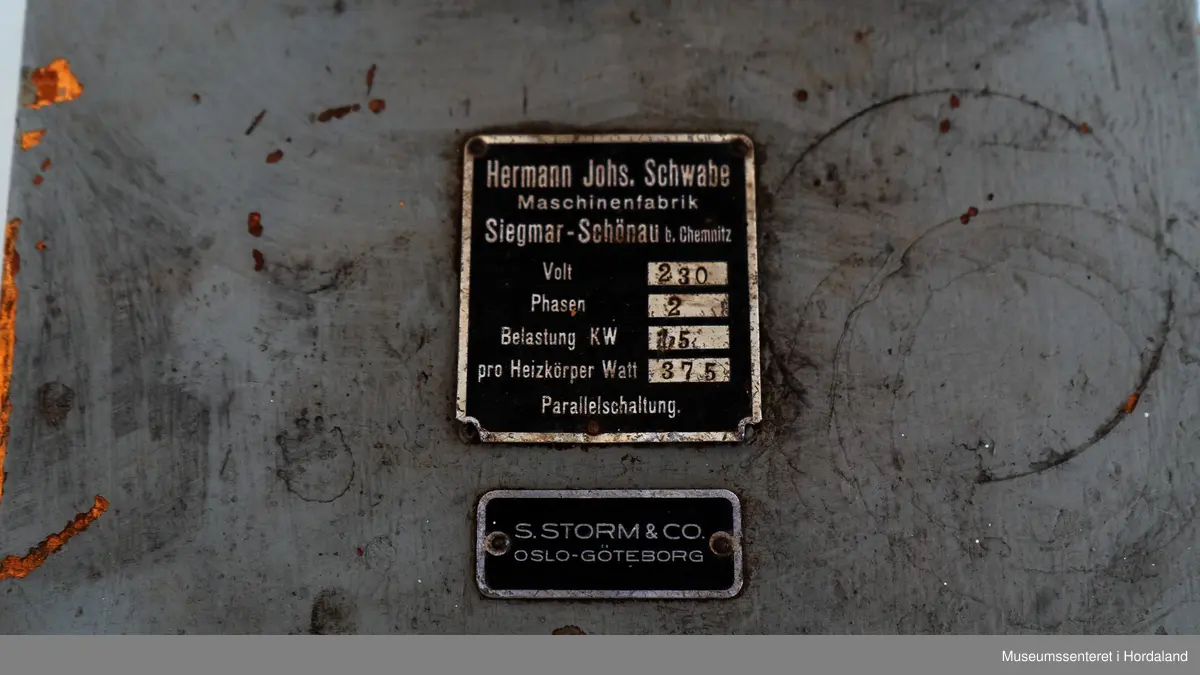 Hermann Johs. Schwabe
Maschinenfabrik
Siegmar-Schönau b. Chemnitz
Volt 230
Phasen 2
Belastung KW 1,5
pro Heizkörper Watt 375
Parallelschaltung.
S. STORM & CO.
OSLO-GÖTEBORG
Museumssenteret i Hordaland